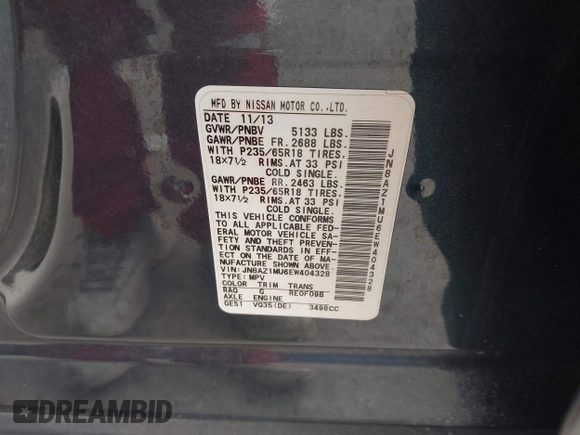 MFD BY NISSAN MOTOR CO.,LTD.
DATE 11/13
GVWR/PNBV 5133 LBS.
GAWR/PNBE FR. 2688 LBS.
WITH P235/65R18 TIRES.
18×7½ RIMS. AT 33 PSI
COLD SINGLE.
GAWR/PNBE RR. 2463 LBS.
WITH P235/65R18 TIRES.
18×7½ RIMS. AT 33 PSI
COLD SINGLE.
THIS VEHICLE CONFORMS
TO ALL APPLICABLE FED-
ERAL MOTOR VEHICLE SA-
FETY AND THEFT PREVEN-
TION STANDARDS IN EFF-
ECT ON THE DATE OF MA-
NUFACTURE SHOWN ABOVE.
VIN: JN8AZ1MU6EW404328
TYPE: MPV
COLOR TRIM TRANS
RAQ G RE0F09B
AXLE ENGINE
GE51 VQ35(DE) 3498CC
JN8AZ1MU6EW404328
DREAMBID